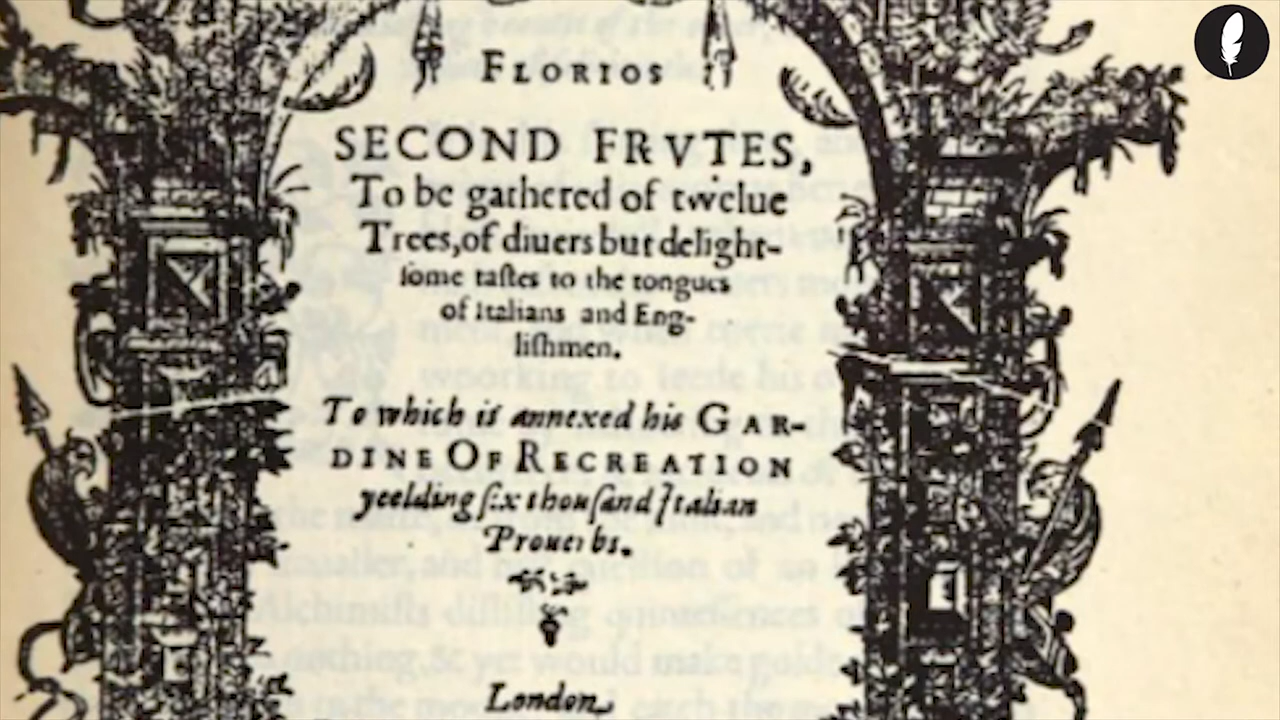 FLORIOS
SECOND FRVTES,
To be gathered of twelue
Trees, of diuers but delight-
some tastes to the tongues
of Italians and Eng-
lishmen.
To which is annexed his GAR-
DINE OF RECREATION
yeelding six thousand Italian
Prouerbs.
London,